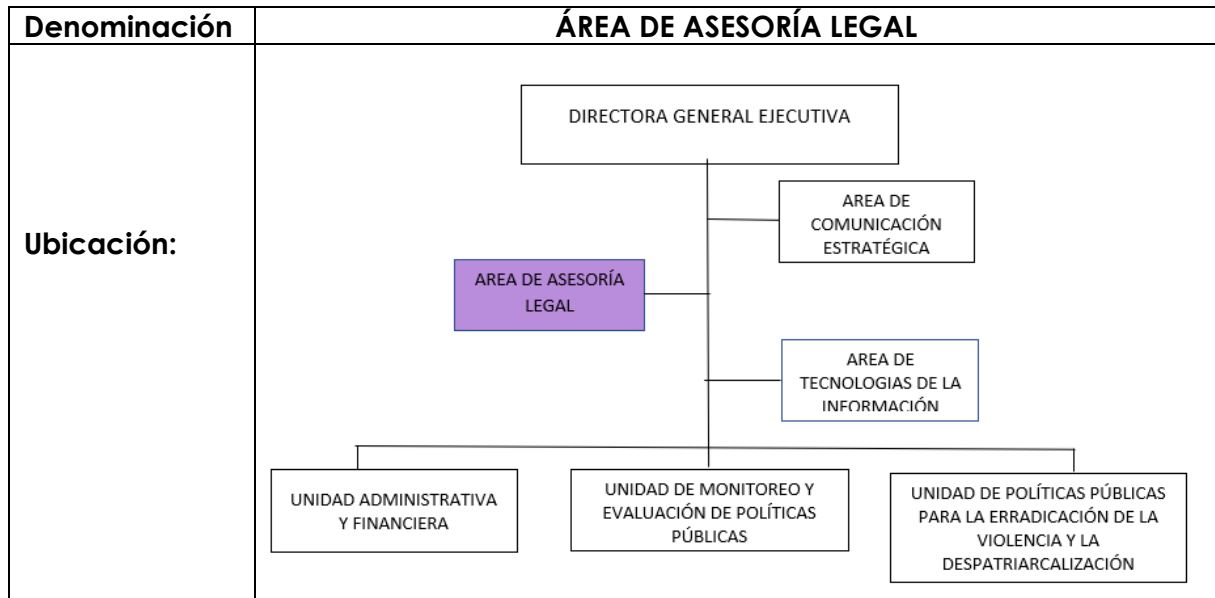 Denominación
ÁREA DE ASESORÍA LEGAL
Ubicación:
DIRECTORA GENERAL EJECUTIVA
AREA DE
COMUNICACIÓN
ESTRATÉGICA
AREA DE ASESORÍA
LEGAL
AREA DE
TECNOLOGIAS DE LA
INFORMACIÓN
UNIDAD ADMINISTRATIVA
Y FINANCIERA
UNIDAD DE MONITOREO Y
EVALUACIÓN DE POLÍTICAS
PÚBLICAS
UNIDAD DE POLÍTICAS PÚBLICAS
PARA LA ERRADICACIÓN DE LA
VIOLENCIA Y LA
DESPATRIARCALIZACIÓN